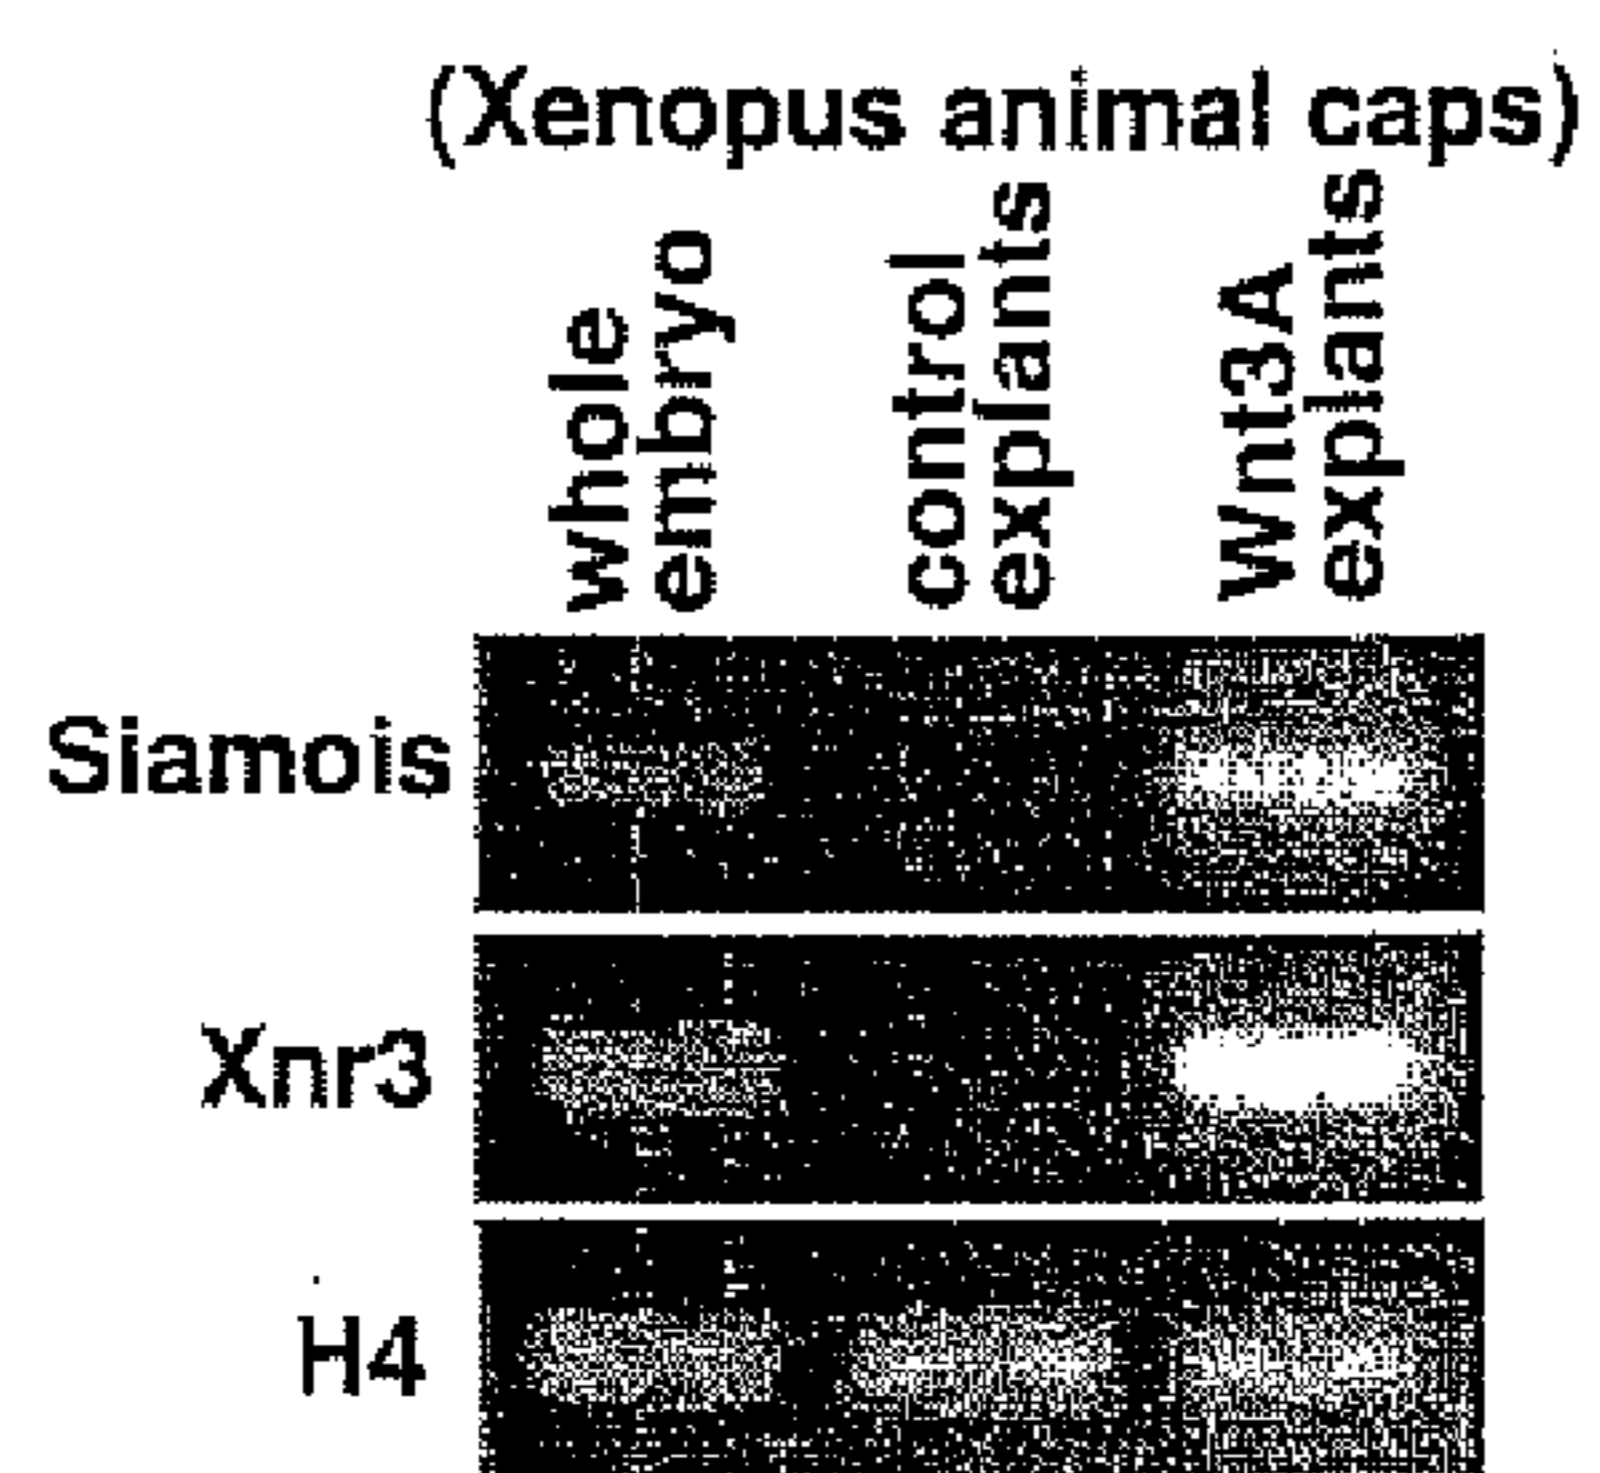 (Xenopus animal caps)
whole
embryo
control
explants
Wnt3A
explants
Siamois
Xnr3
H4